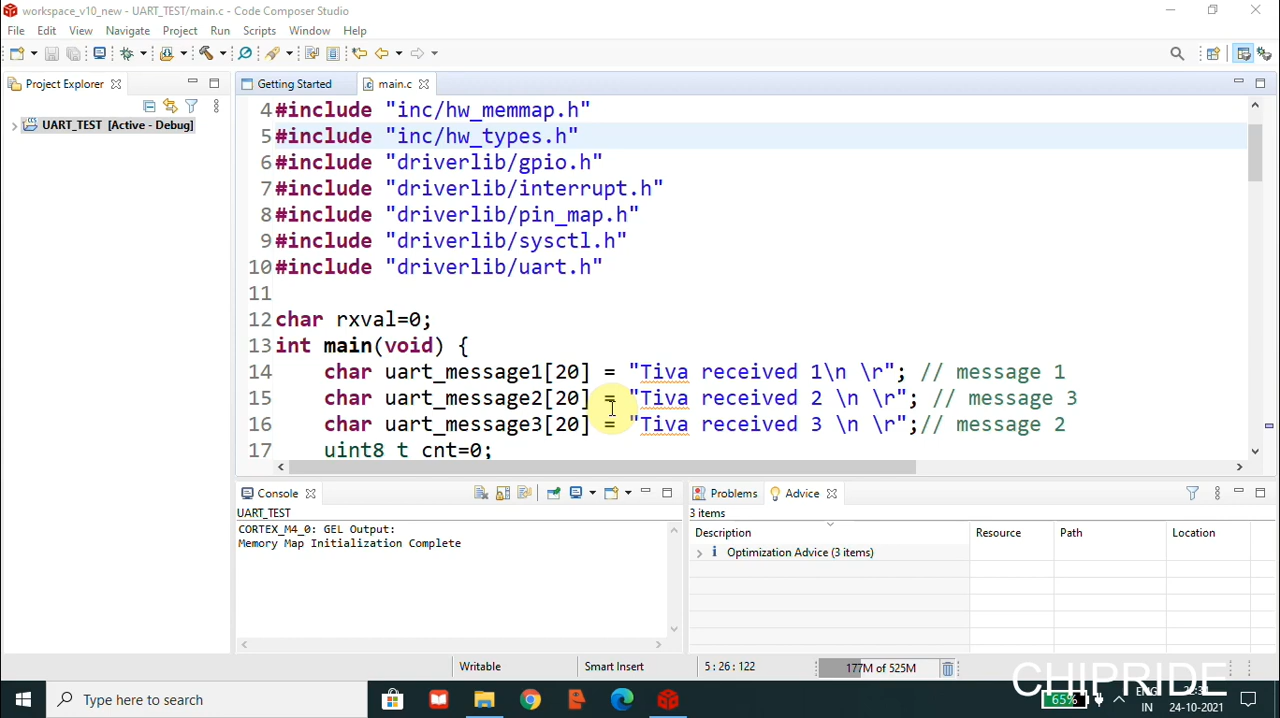 workspace_v10_new - UART_TEST/main.c - Code Composer Studio
File Edit View Navigate Project Run Scripts Window Help
Project Explorer
UART_TEST [Active - Debug]
Getting Started
main.c
4 #include "inc/hw_memmap.h"
5 #include "inc/hw_types.h"
6 #include "driverlib/gpio.h"
7 #include "driverlib/interrupt.h"
8 #include "driverlib/pin_map.h"
9 #include "driverlib/sysctl.h"
10 #include "driverlib/uart.h"
11
12 char rxval=0;
13 int main(void) {
14 char uart_message1[20] = "Tiva received 1\n \r"; // message 1
15 char uart_message2[20] = "Tiva received 2 \n \r"; // message 3
16 char uart_message3[20] = "Tiva received 3 \n \r";// message 2
17 uint8 t cnt=0;
Console
UART_TEST
CORTEX_M4_0: GEL Output:
Memory Map Initialization Complete
Problems
Advice
3 items
Description Resource Path Location
Optimization Advice (3 items)
Writable Smart Insert 5 : 26 : 122 177M of 525M
CHIPRIDE
Type here to search
65%
IN
24-10-2021